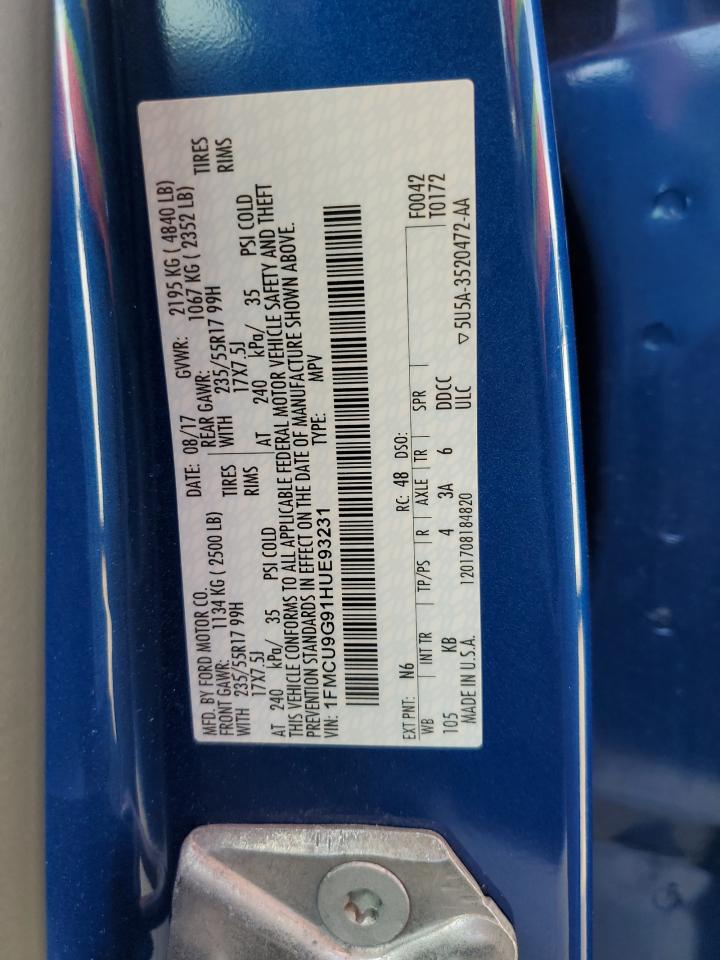 MFD. BY FORD MOTOR CO.
DATE: 08/17 GVWR: 2195 KG ( 4840 LB)
FRONT GAWR: 1134 KG ( 2500 LB) REAR GAWR: 1067 KG ( 2352 LB)
WITH 235/55R17 99H TIRES WITH 235/55R17 99H TIRES
17X7.5J RIMS 17X7.5J RIMS
AT 240 kPa/ 35 PSI COLD AT 240 kPa/ 35 PSI COLD
THIS VEHICLE CONFORMS TO ALL APPLICABLE FEDERAL MOTOR VEHICLE SAFETY AND THEFT
PREVENTION STANDARDS IN EFFECT ON THE DATE OF MANUFACTURE SHOWN ABOVE.
VIN: 1FMCU9G91HUE93231 TYPE: MPV
EXT PNT: N6 RC: 48 DSO: F0042
WB INT TR TP/PS R AXLE TR SPR T0172
105 KB 4 3A 6 DDCC
MADE IN U.S.A. 1201708184820 ULC ▽5U5A-3520472-AA